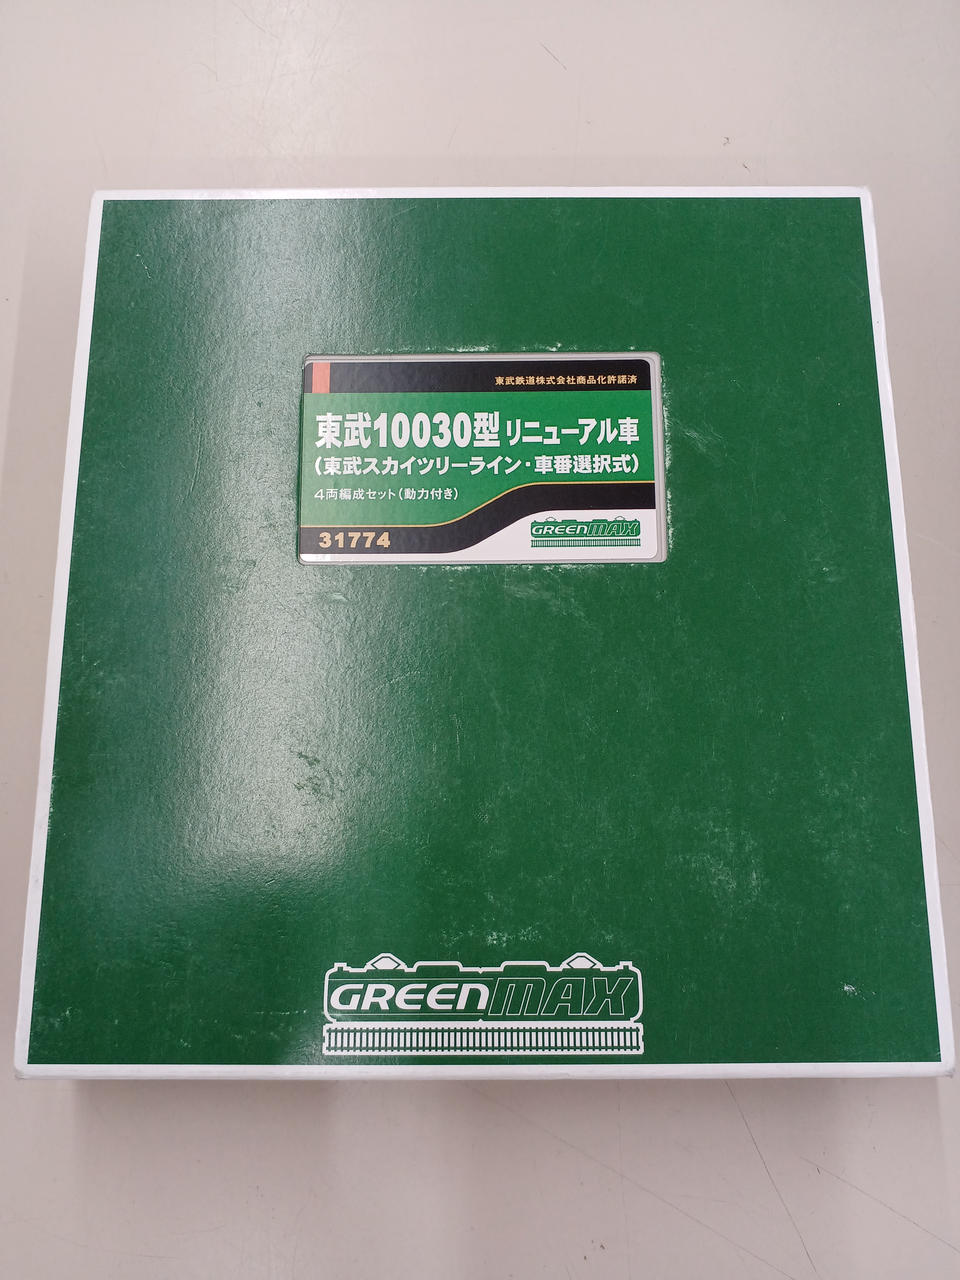 東武鉄道株式会社商品化許諾済
東武10030型 リニューアル車
(東武スカイツリーライン・車番選択式)
4両編成セット(動力付き)
31774
GREENMAX
GREENMAX